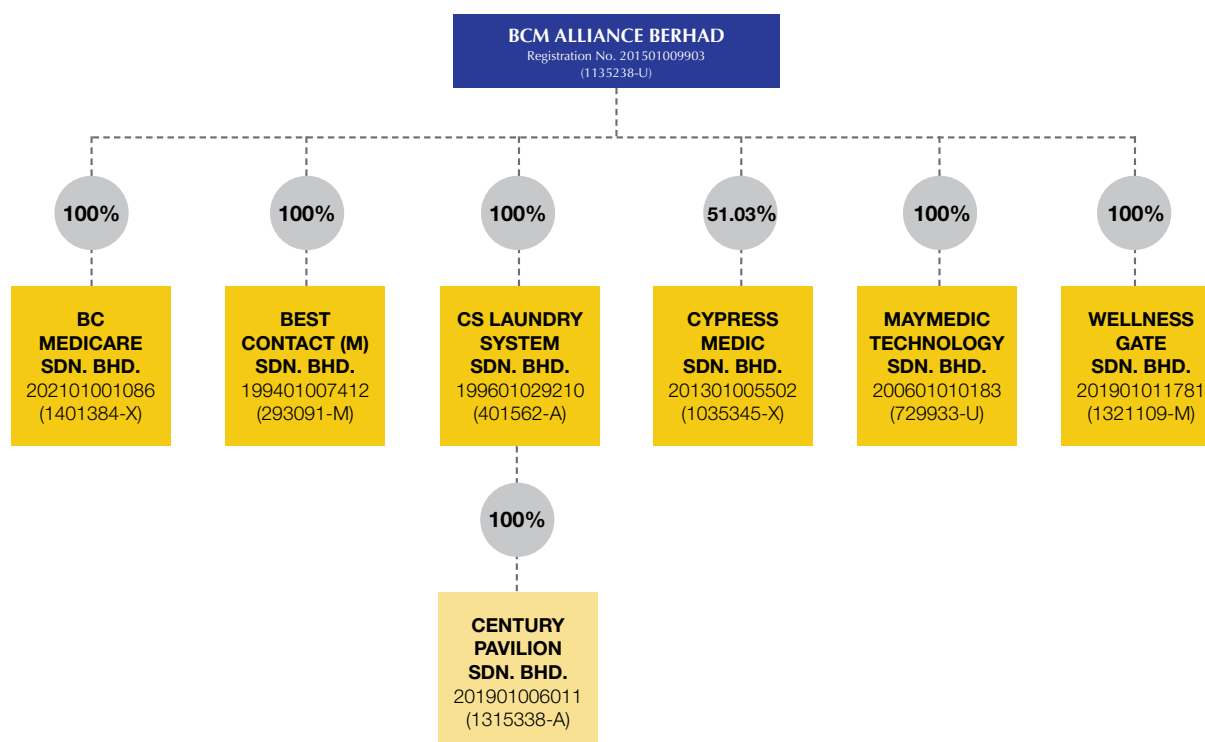 BCM ALLIANCE BERHAD
Registration No. 201501009903
(1135238-U)
100%
100%
100%
51.03%
100%
100%
BC
MEDICARE
SDN. BHD.
202101001086
(1401384-X)
BEST
CONTACT (M)
SDN. BHD.
199401007412
(293091-M)
CS LAUNDRY
SYSTEM
SDN. BHD.
199601029210
(401562-A)
CYPRESS
MEDIC
SDN. BHD.
201301005502
(1035345-X)
MAYMEDIC
TECHNOLOGY
SDN. BHD.
200601010183
(729933-U)
WELLNESS
GATE
SDN. BHD.
201901011781
(1321109-M)
100%
CENTURY
PAVILION
SDN. BHD.
201901006011
(1315338-A)